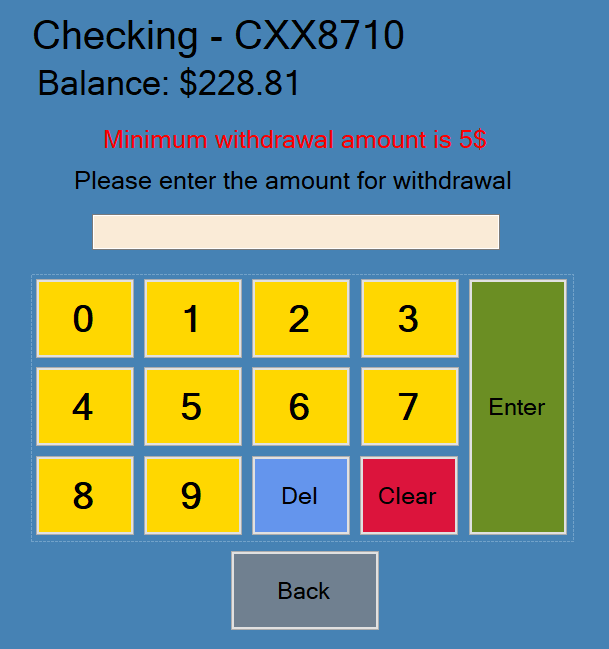 Checking - CXX8710
Balance: $228.81
Minimum withdrawal amount is 5$
Please enter the amount for withdrawal
0 1 2 3
4 5 6 7 Enter
8 9 Del Clear
Back